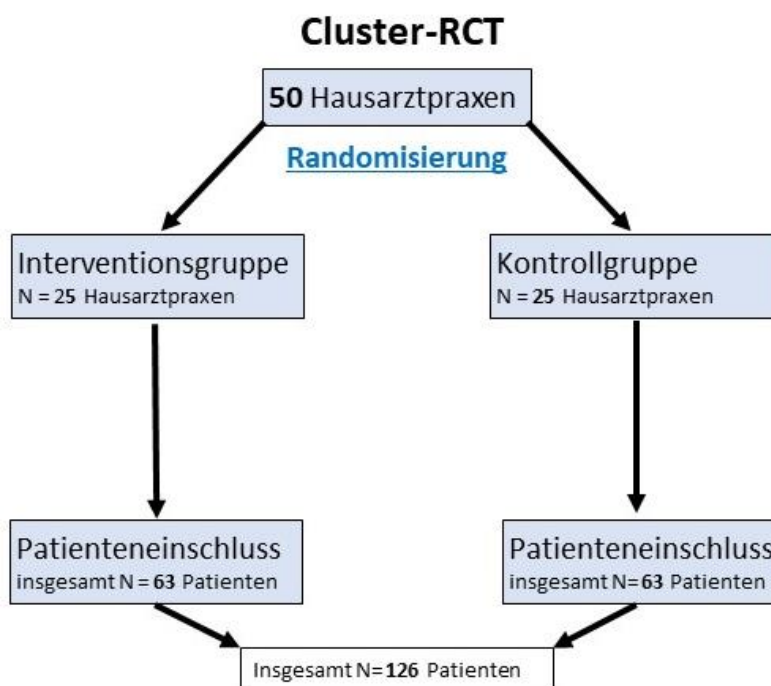 Cluster-RCT
50 Hausarztpraxen
Randomisierung
Interventionsgruppe
N = 25 Hausarztpraxen
Kontrollgruppe
N = 25 Hausarztpraxen
Patienteneinschluss
insgesamt N = 63 Patienten
Patienteneinschluss
insgesamt N= 63 Patienten
Insgesamt N=126 Patienten